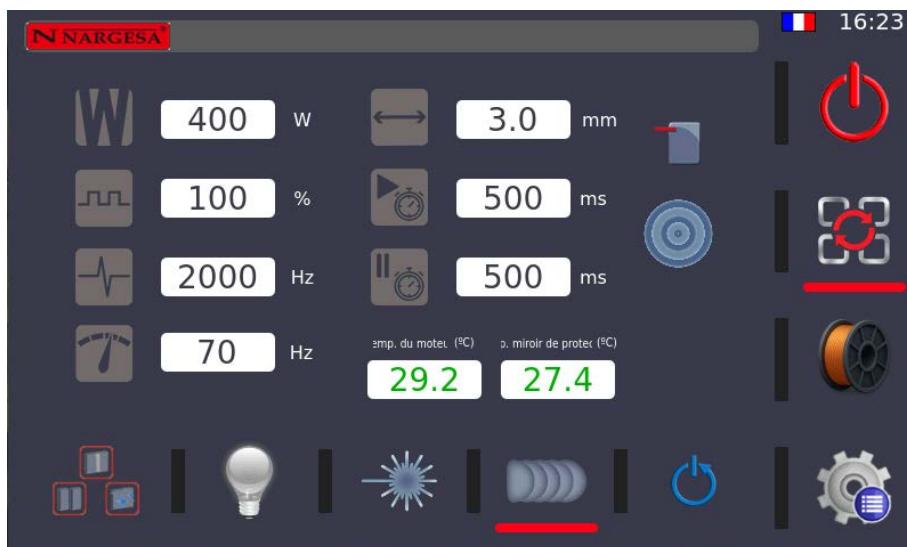 N NARGESA®
16:23
400 W
3.0 mm
100 %
500 ms
2000 Hz
500 ms
70 Hz
emp. du moteu (ºC)
o. miroir de protec (ºC)
29.2
27.4